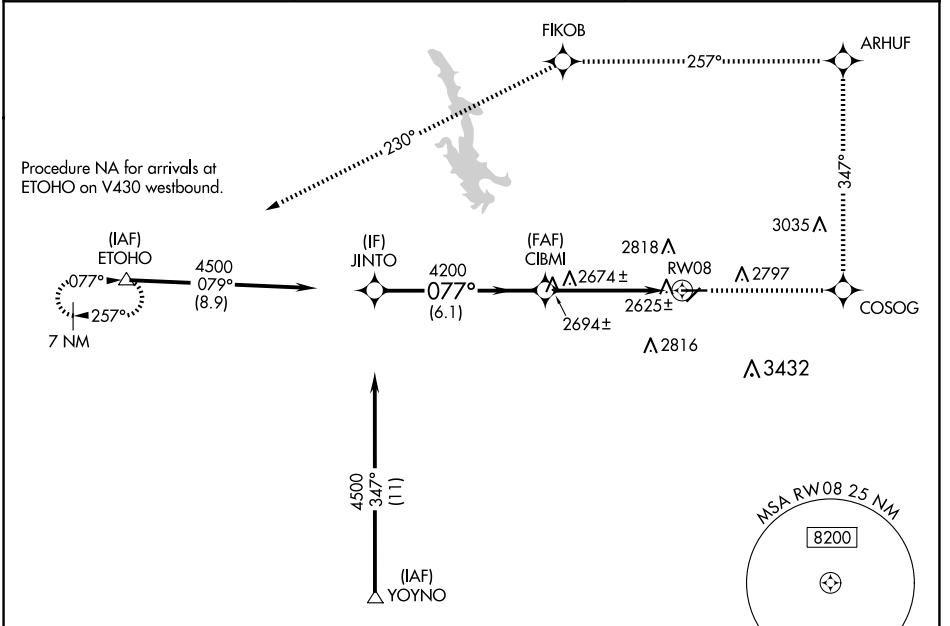 FIKOB
ARHUF
257°
230°
347°
Procedure NA for arrivals at
ETOHO on V430 westbound.
3035
(IAF)
ETOHO
(IF)
JINTO
(FAF)
CIBMI
2818
RW08
4500
079°
(8.9)
077°
257°
7 NM
4200
077°
(6.1)
2674±
2797
2625±
2694±
COSOG
2816
3432
4500
347°
(11)
(IAF)
YOYNO
MSA RW08 25 NM
8200